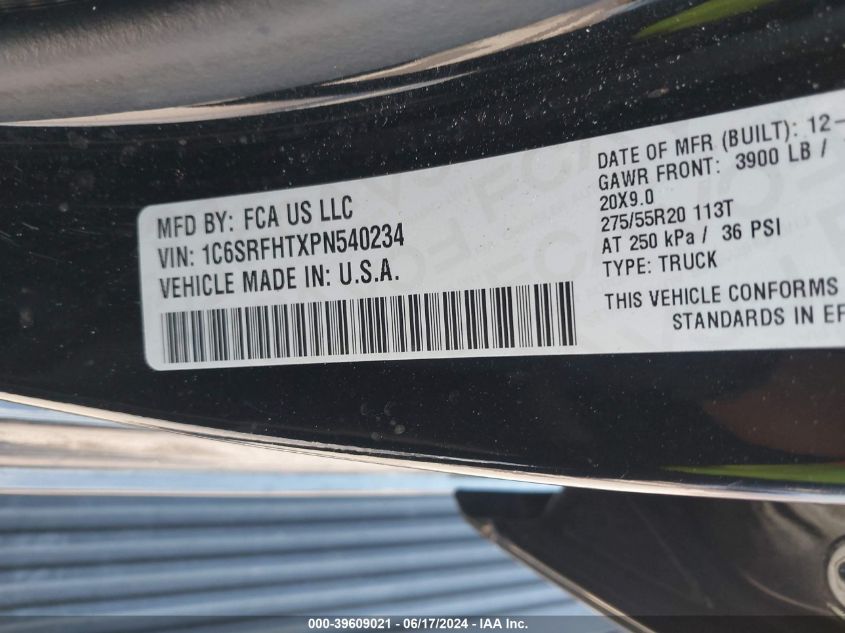 MFD BY: FCA US LLC
VIN: 1C6SRFHTXPN540234
VEHICLE MADE IN: U.S.A.
DATE OF MFR (BUILT): 12-
GAWR FRONT: 3900 LB /
20X9.0
275/55R20 113T
AT 250 kPa / 36 PSI
TYPE: TRUCK
THIS VEHICLE CONFORMS
STANDARDS IN EF
000-39609021 - 06/17/2024 - IAA Inc.